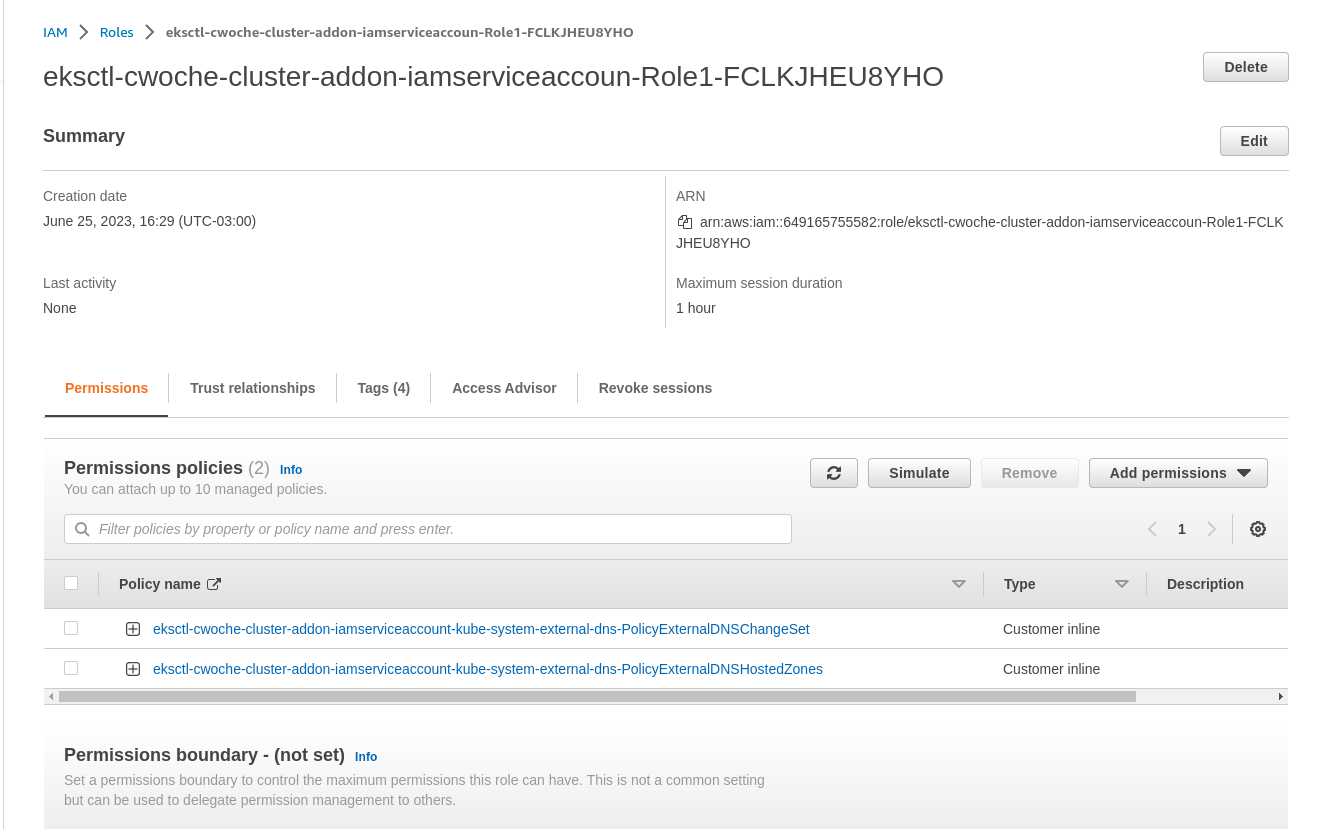 IAM > Roles > eksctl-cwoche-cluster-addon-iamserviceaccoun-Role1-FCLKJHEU8YHO
eksctl-cwoche-cluster-addon-iamserviceaccoun-Role1-FCLKJHEU8YHO
Delete
Summary
Edit
Creation date
June 25, 2023, 16:29 (UTC-03:00)
ARN
arn:aws:iam::649165755582:role/eksctl-cwoche-cluster-addon-iamserviceaccoun-Role1-FCLK
JHEU8YHO
Last activity
None
Maximum session duration
1 hour
Permissions
Trust relationships
Tags (4)
Access Advisor
Revoke sessions
Permissions policies (2) Info
You can attach up to 10 managed policies.
Simulate
Remove
Add permissions
Filter policies by property or policy name and press enter.
1
Policy name
Type
Description
eksctl-cwoche-cluster-addon-iamserviceaccount-kube-system-external-dns-PolicyExternalDNSChangeSet
Customer inline
eksctl-cwoche-cluster-addon-iamserviceaccount-kube-system-external-dns-PolicyExternalDNSHostedZones
Customer inline
Permissions boundary - (not set) Info
Set a permissions boundary to control the maximum permissions this role can have. This is not a common setting
but can be used to delegate permission management to others.